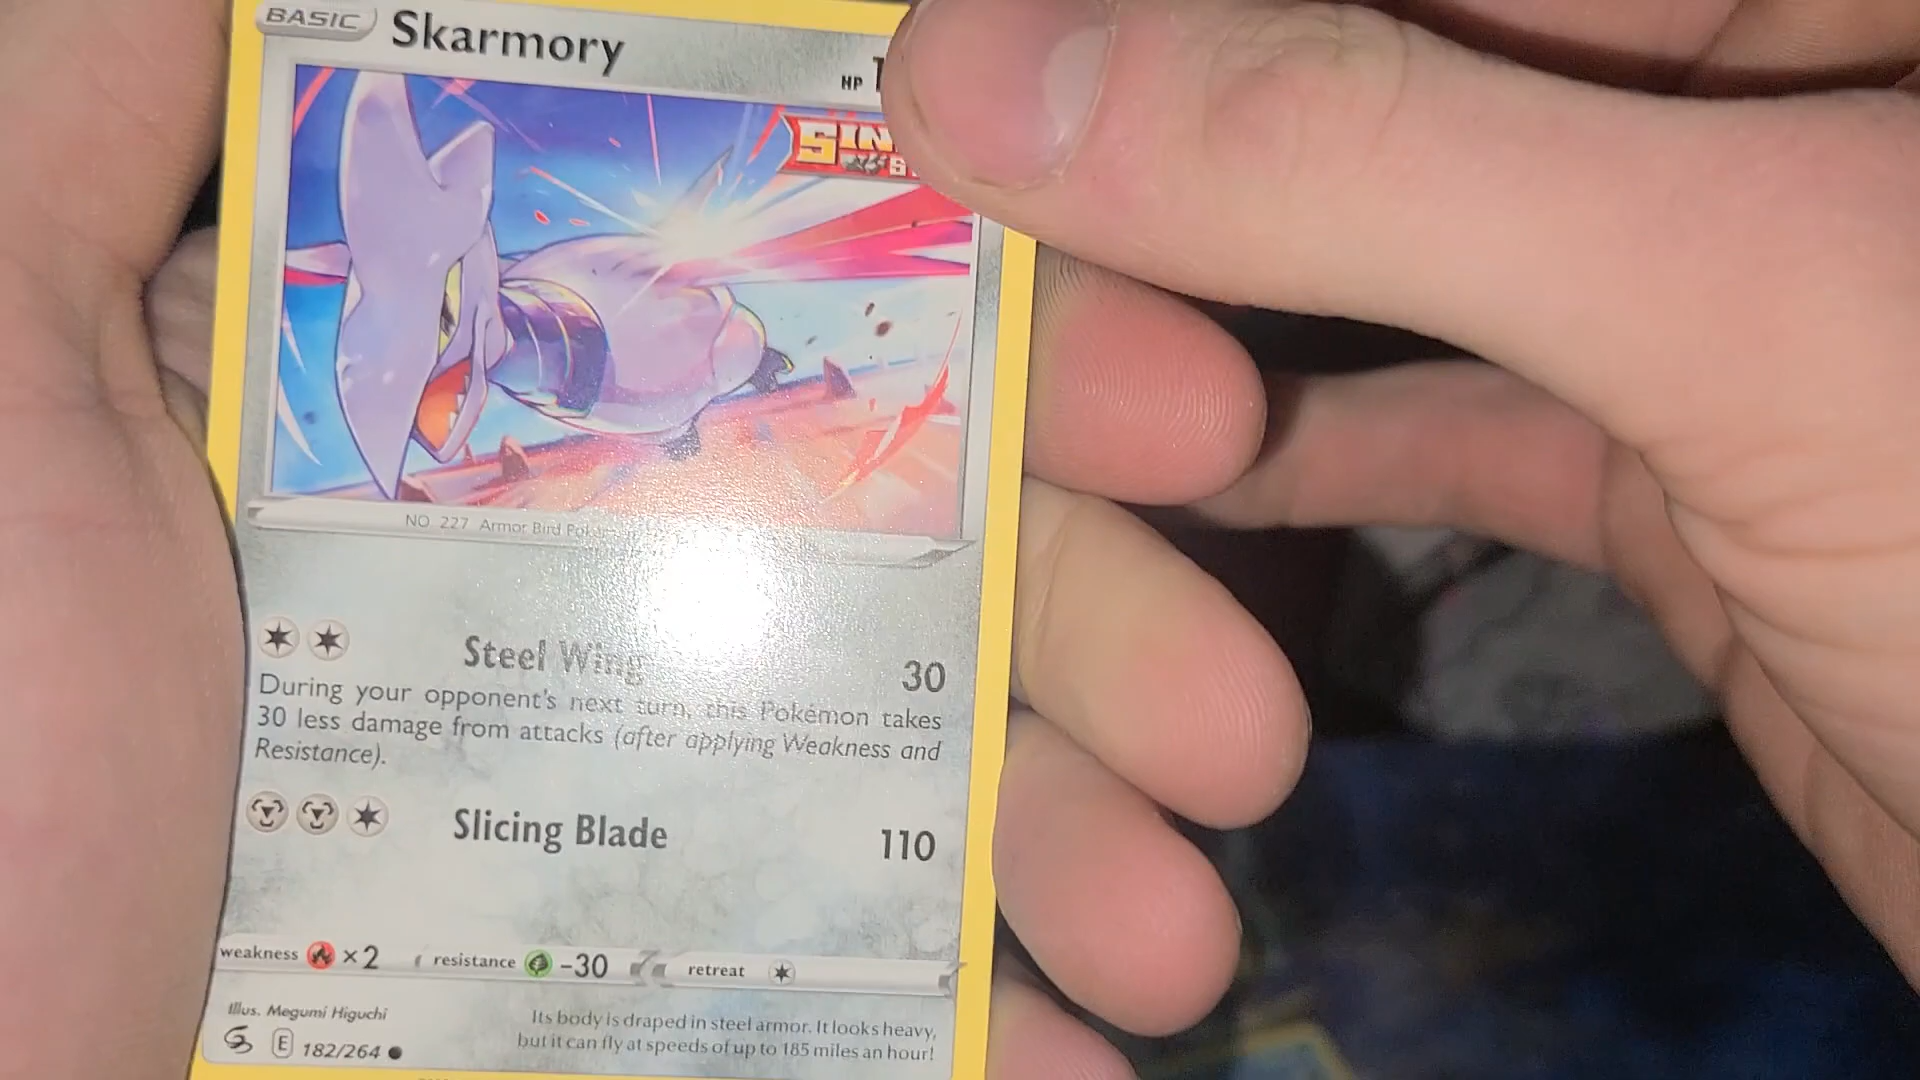 BASIC
Skarmory
HP 1
SIN
NO. 227 Armor Bird
Steel Wing 30
During your opponent's next turn, this Pokémon takes
30 less damage from attacks (after applying Weakness and
Resistance).
Slicing Blade 110
weakness ×2 resistance -30 retreat
Illus. Megumi Higuchi
E 182/264
Its body is draped in steel armor. It looks heavy,
but it can fly at speeds of up to 185 miles an hour!